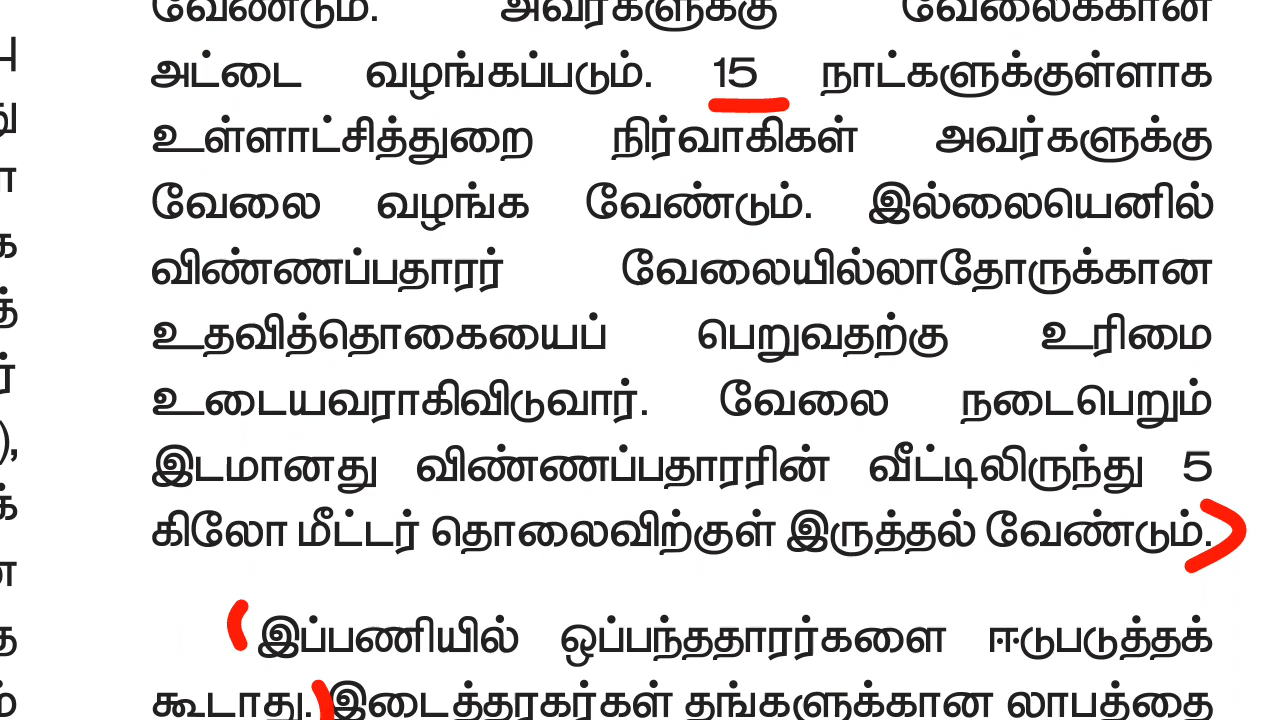 வேண்டும். அவர்களுக்கு வேலைக்கான
அட்டை வழங்கப்படும். 15 நாட்களுக்குள்ளாக
உள்ளாட்சித்துறை நிர்வாகிகள் அவர்களுக்கு
வேலை வழங்க வேண்டும். இல்லையெனில்
விண்ணப்பதாரர் வேலையில்லாதோருக்கான
உதவித்தொகையைப் பெறுவதற்கு உரிமை
உடையவராகிவிடுவார். வேலை நடைபெறும்
இடமானது விண்ணப்பதாரரின் வீட்டிலிருந்து 5
கிலோ மீட்டர் தொலைவிற்குள் இருத்தல் வேண்டும்.
இப்பணியில் ஒப்பந்ததாரர்களை ஈடுபடுத்தக்
கூடாது. இடைத்தரகர்கள் தங்களுக்கான லாபத்தை